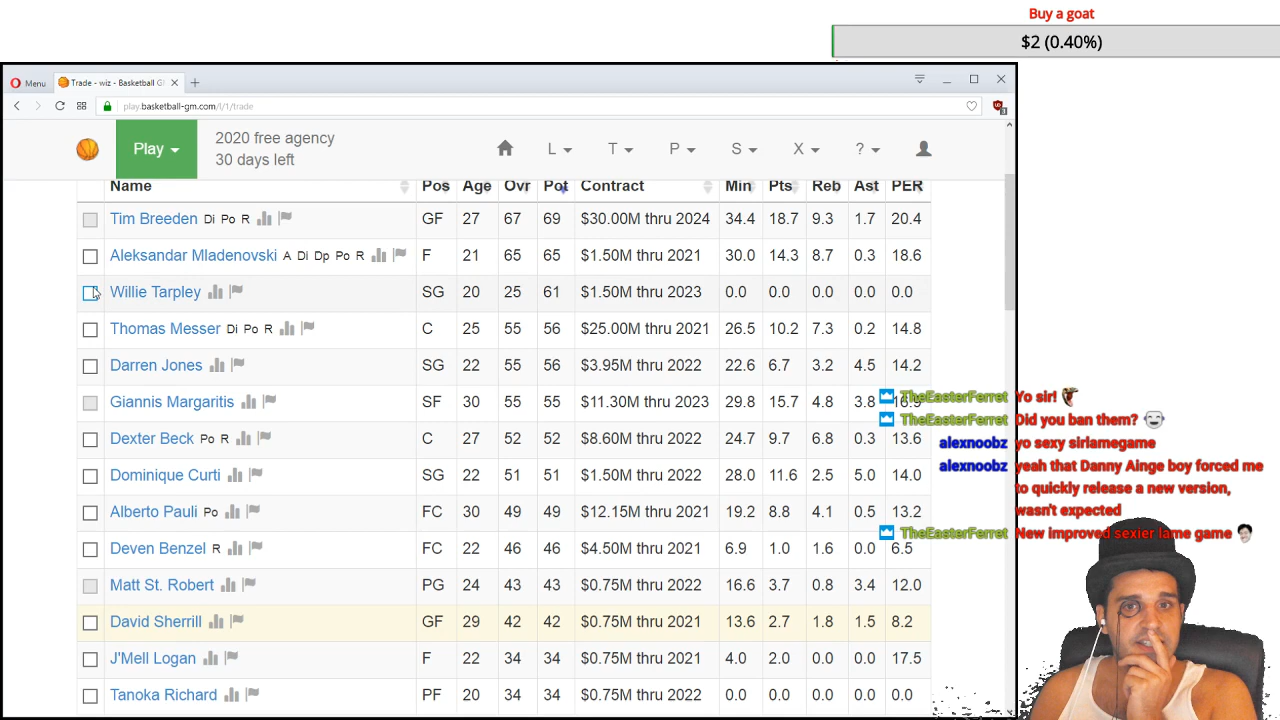 Buy a goat
$2 (0.40%)
Menu
Trade - wiz - Basketball G
play.basketball-gm.com/l/1/trade
Play
2020 free agency
30 days left
L T P S X ?
Name Pos Age Ovr Pot Contract Min Pts Reb Ast PER
Tim Breeden Di Po R GF 27 67 69 $30.00M thru 2024 34.4 18.7 9.3 1.7 20.4
Aleksandar Mladenovski A Di Dp Po R F 21 65 65 $1.50M thru 2021 30.0 14.3 8.7 0.3 18.6
Willie Tarpley SG 20 25 61 $1.50M thru 2023 0.0 0.0 0.0 0.0 0.0
Thomas Messer Di Po R C 25 55 56 $25.00M thru 2021 26.5 10.2 7.3 0.2 14.8
Darren Jones SG 22 55 56 $3.95M thru 2022 22.6 6.7 3.2 4.5 14.2
Giannis Margaritis SF 30 55 55 $11.30M thru 2023 29.8 15.7 4.8 3.8
Dexter Beck Po R C 27 52 52 $8.60M thru 2022 24.7 9.7 6.8 0.3 13.6
Dominique Curti SG 22 51 51 $1.50M thru 2022 28.0 11.6 2.5 5.0 14.0
Alberto Pauli Po FC 30 49 49 $12.15M thru 2021 19.2 8.8 4.1 0.5 13.2
Deven Benzel R FC 22 46 46 $4.50M thru 2021 6.9 1.0 1.6 0.0 6.5
Matt St. Robert PG 24 43 43 $0.75M thru 2022 16.6 3.7 0.8 3.4 12.0
David Sherrill GF 29 42 42 $0.75M thru 2021 13.6 2.7 1.8 1.5 8.2
J'Mell Logan F 22 34 34 $0.75M thru 2021 4.0 2.0 0.0 0.0 17.5
Tanoka Richard PF 20 34 34 $0.75M thru 2022 0.0 0.0 0.0 0.0 0.0
TheEasterFerret Yo sir!
TheEasterFerret Did you ban them?
alexnoobz yo sexy sirlamegame
alexnoobz yeah that Danny Ainge boy forced me
to quickly release a new version,
wasn't expected
TheEasterFerret New improved sexier lame game